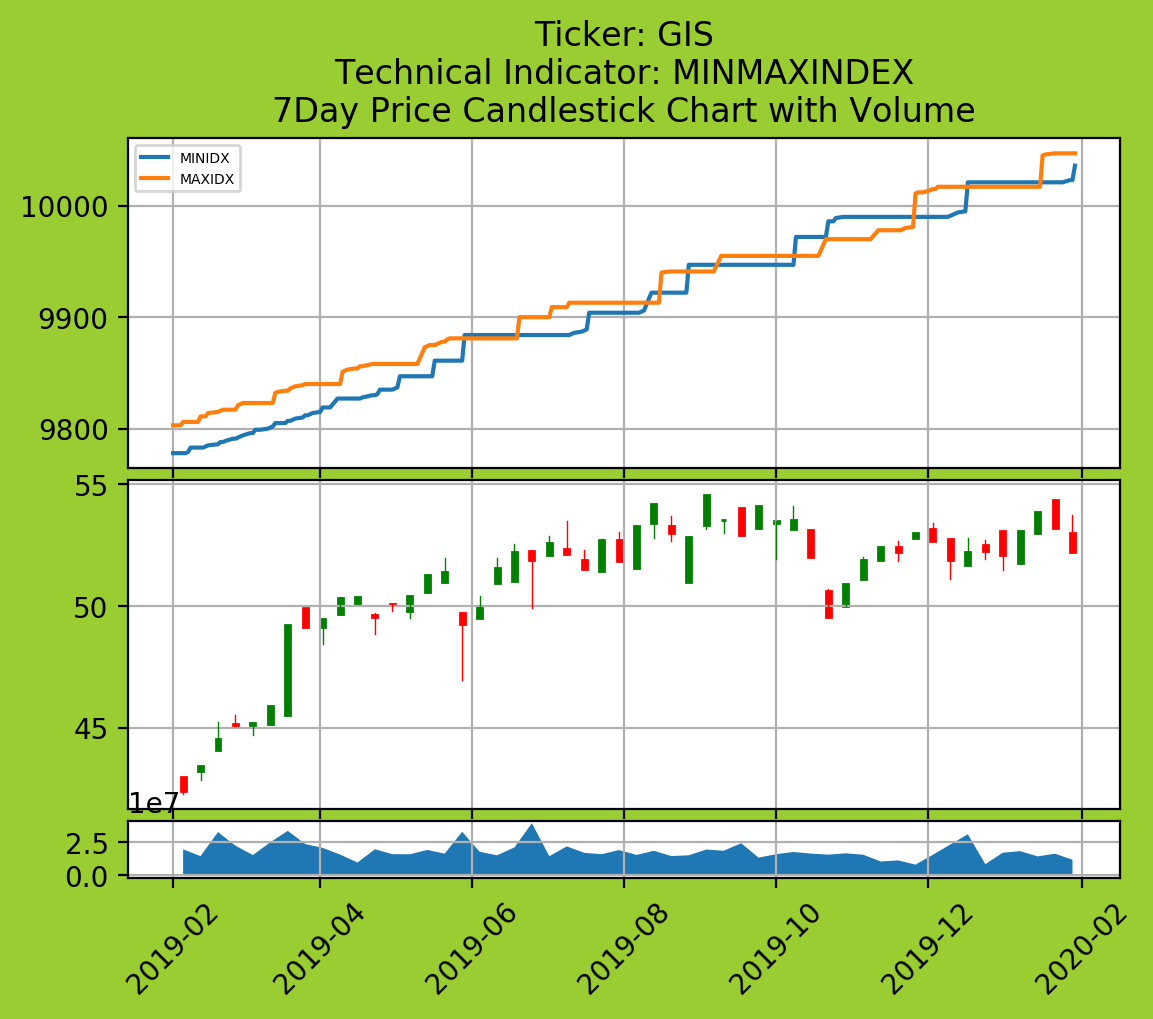 Ticker: GIS
Technical Indicator: MINMAXINDEX
7Day Price Candlestick Chart with Volume
MINIDX
MAXIDX
10000
9900
9800
55
50
45
1e7
2.5
0.0
2019-02
2019-04
2019-06
2019-08
2019-10
2019-12
2020-02